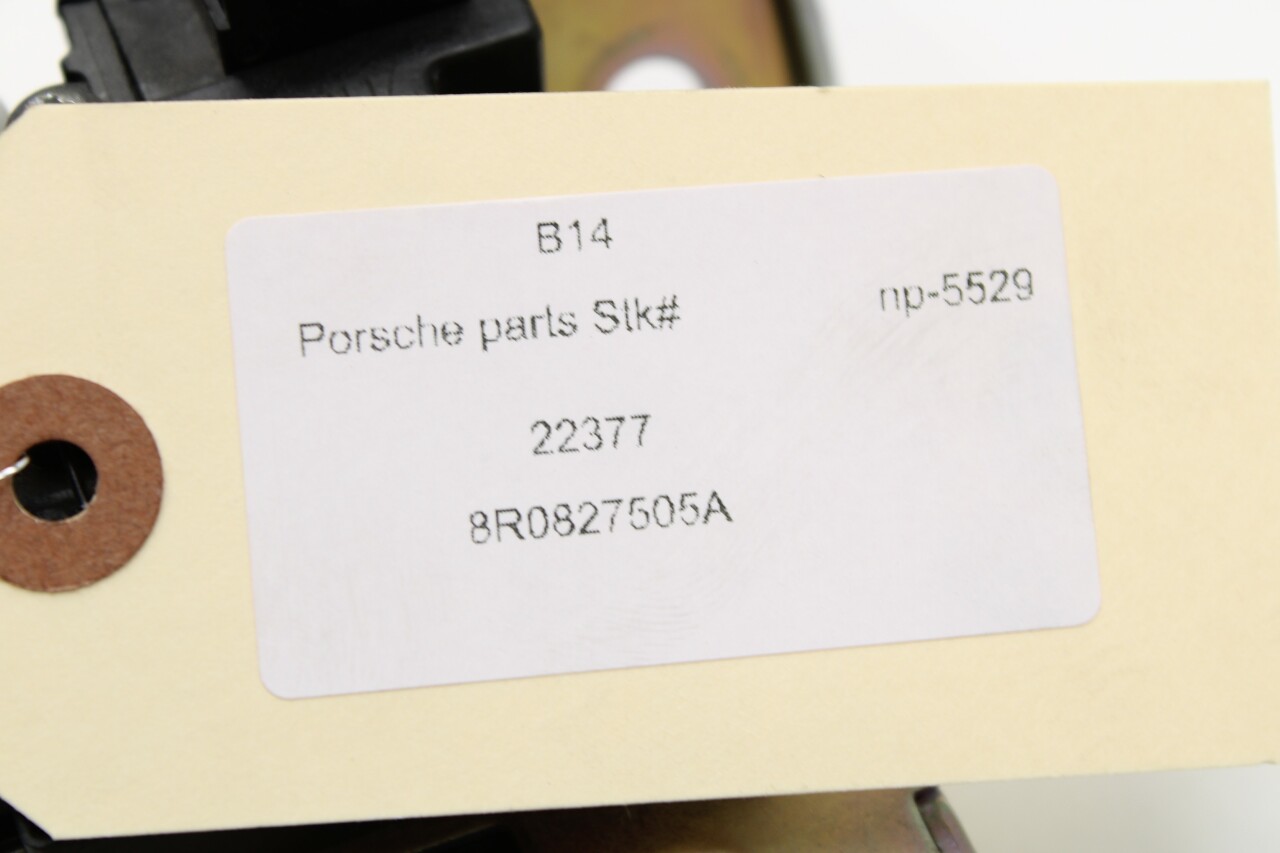 B14
Porsche parts Stk# np-5529
22377
8R0827505A